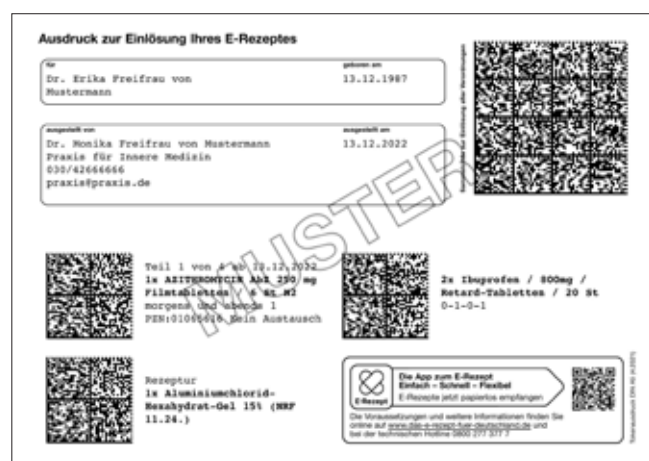 Ausdruck zur Einlösung Ihres E-Rezeptes
für
geboren am
Dr. Erika Freifrau von
Mustermann
13.12.1987
ausgestellt von
ausgestellt am
Dr. Monika Freifrau von Mustermann
13.12.2022
Praxis für Innere Medizin
030/42666666
praxis@praxis.de
Sammelcode zur Einlösung aller Verordnungen
MUSTER
Teil 1 von 4 ab 13.12.2022
1x AZITHROMYCIN AbZ 250 mg
Filmtabletten / 6 St N2
morgens und abends 1
Kein Austausch
2x Ibuprofen / 800mg /
Retard-Tabletten / 20 St
0-1-0-1
Rezeptur
1x Aluminiumchlorid-
Hexahydrat-Gel 15% (NRF
11.24.)
E-Rezept
Die App zum E-Rezept
Einfach – Schnell – Flexibel
E-Rezepte jetzt papierlos empfangen
Die Voraussetzungen und weitere Informationen finden Sie
online auf www.das-e-rezept-fuer-deutschland.de und
bei der technischen Hotline 0800 277 377 7